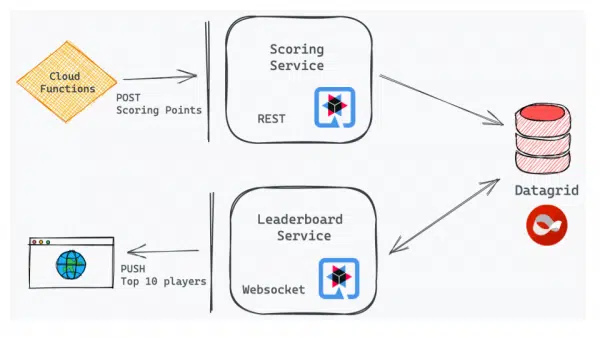 Cloud
Functions
POST
Scoring Points
Scoring
Service
REST
Datagrid
Leaderboard
Service
Websocket
PUSH
Top 10 players